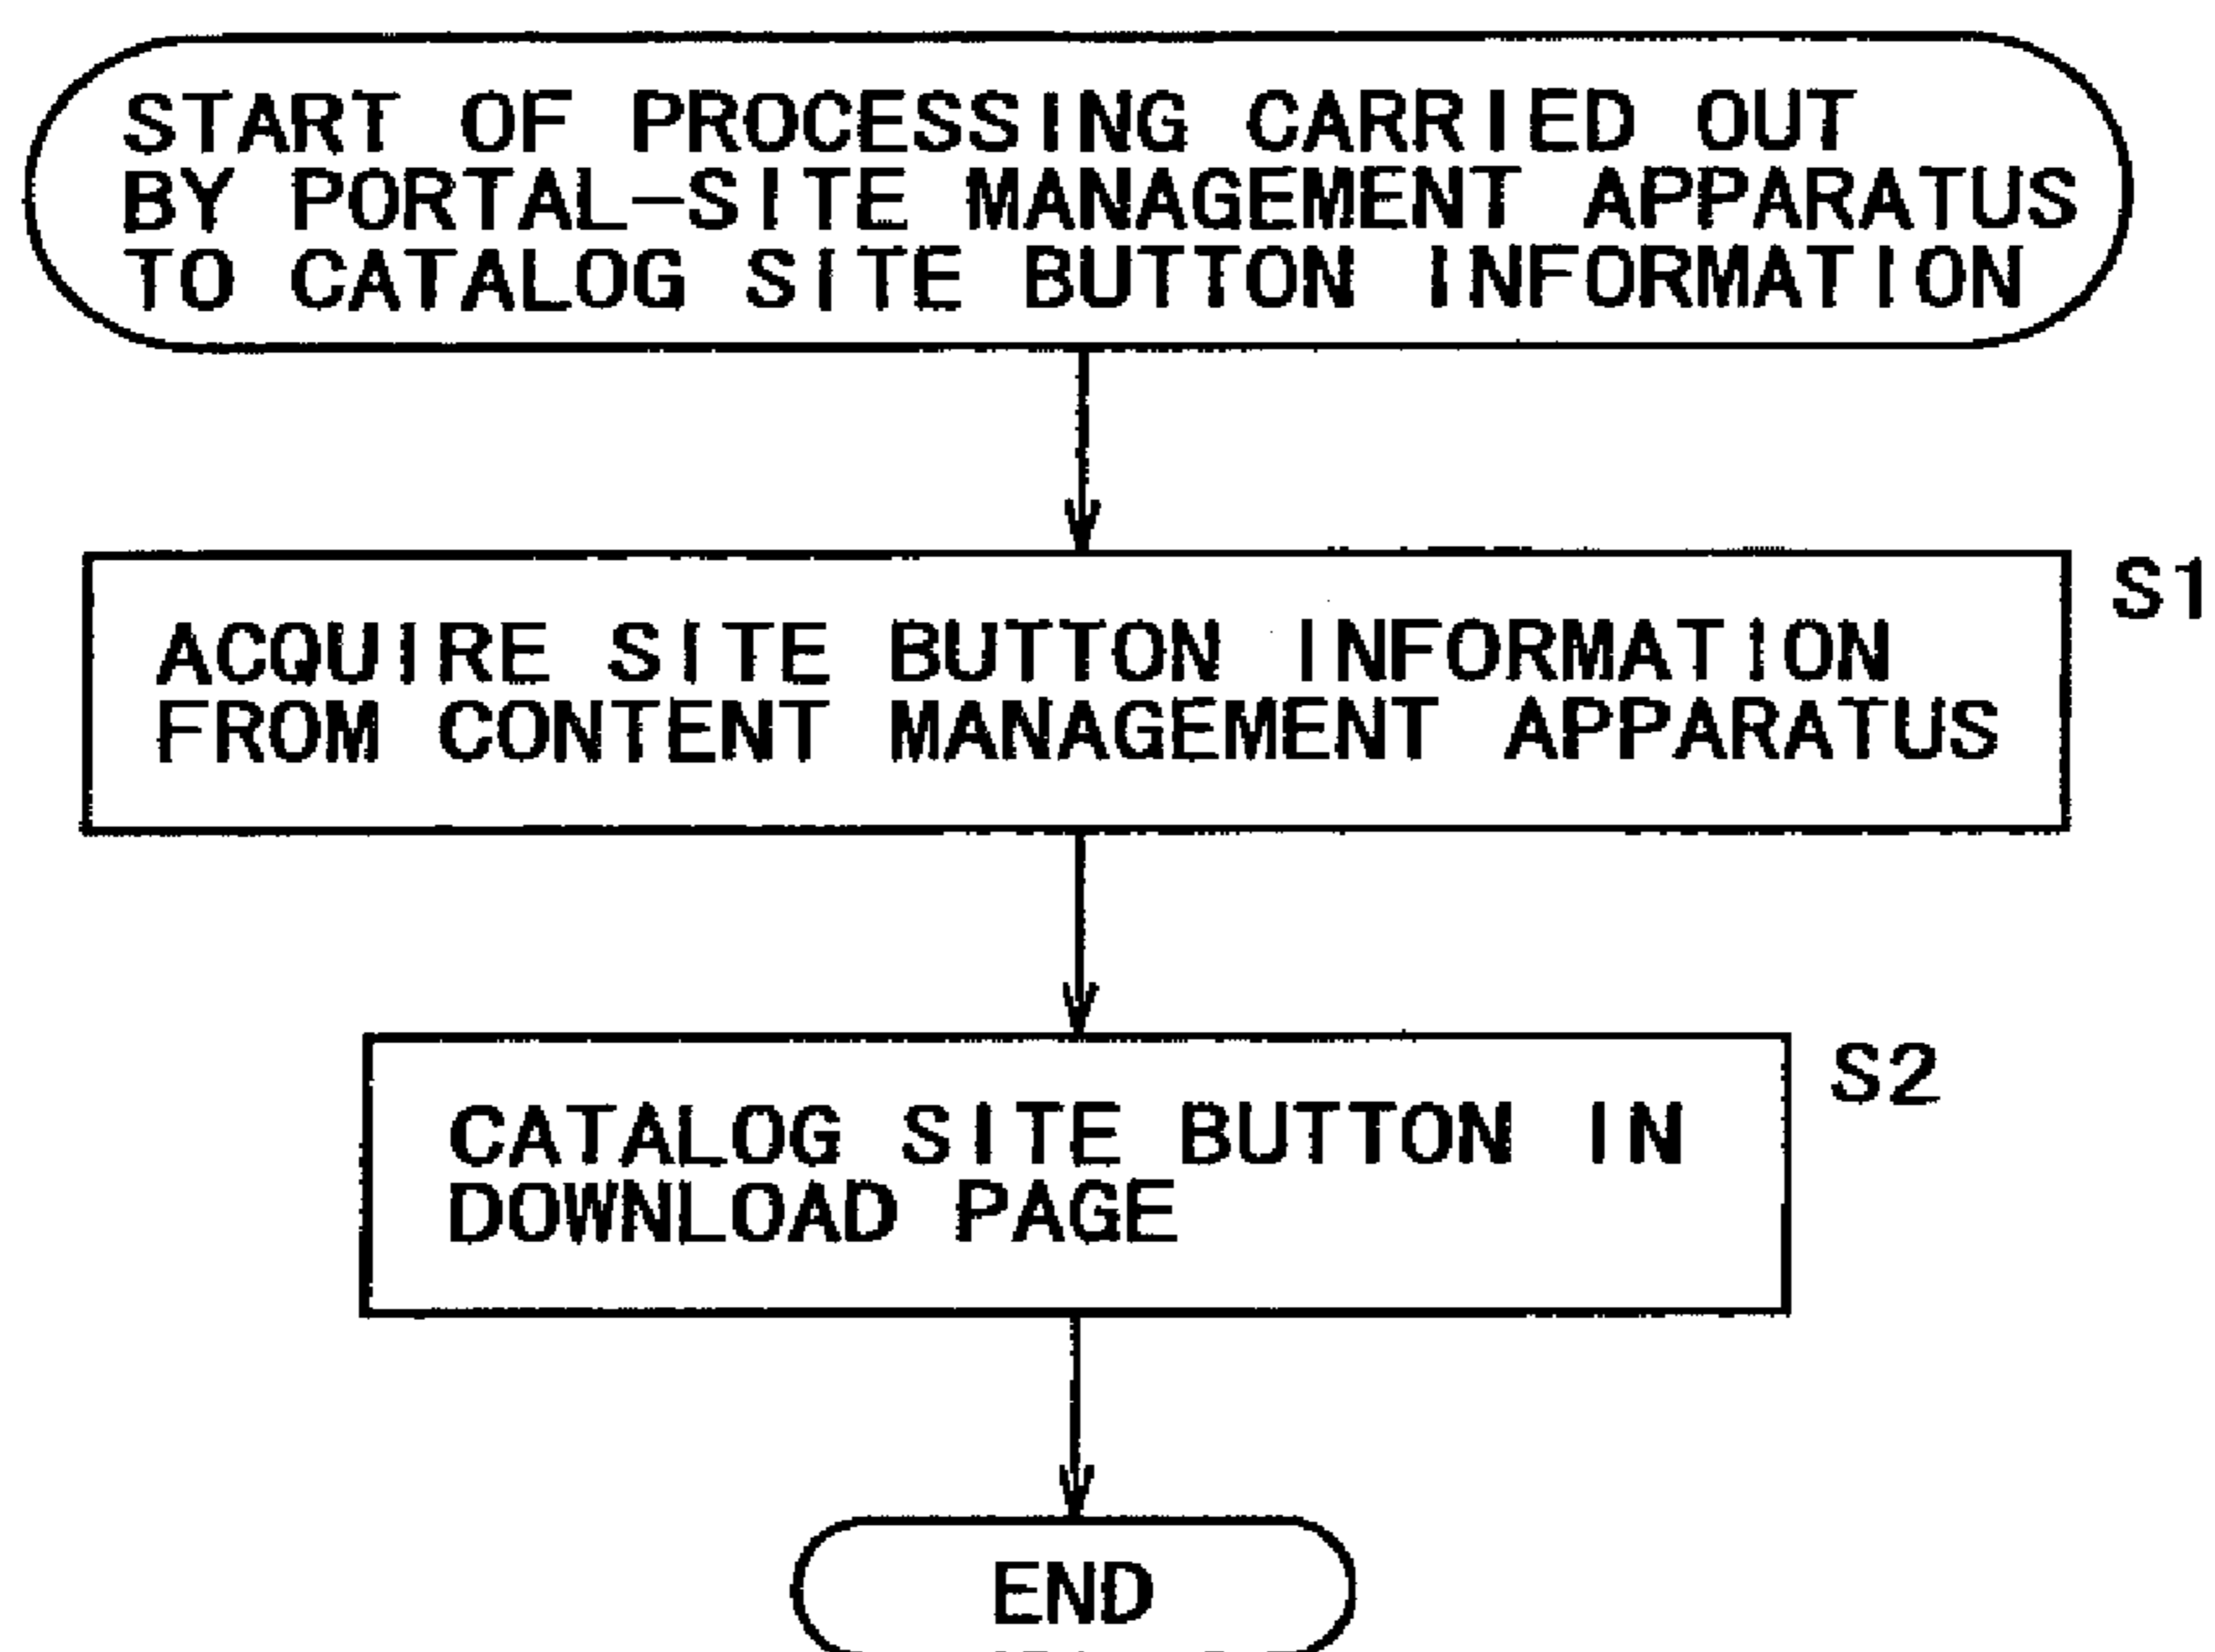 START OF PROCESSING CARRIED OUT
BY PORTAL-SITE MANAGEMENT APPARATUS
TO CATALOG SITE BUTTON INFORMATION
S1
ACQUIRE SITE BUTTON INFORMATION
FROM CONTENT MANAGEMENT APPARATUS
S2
CATALOG SITE BUTTON IN
DOWNLOAD PAGE
END